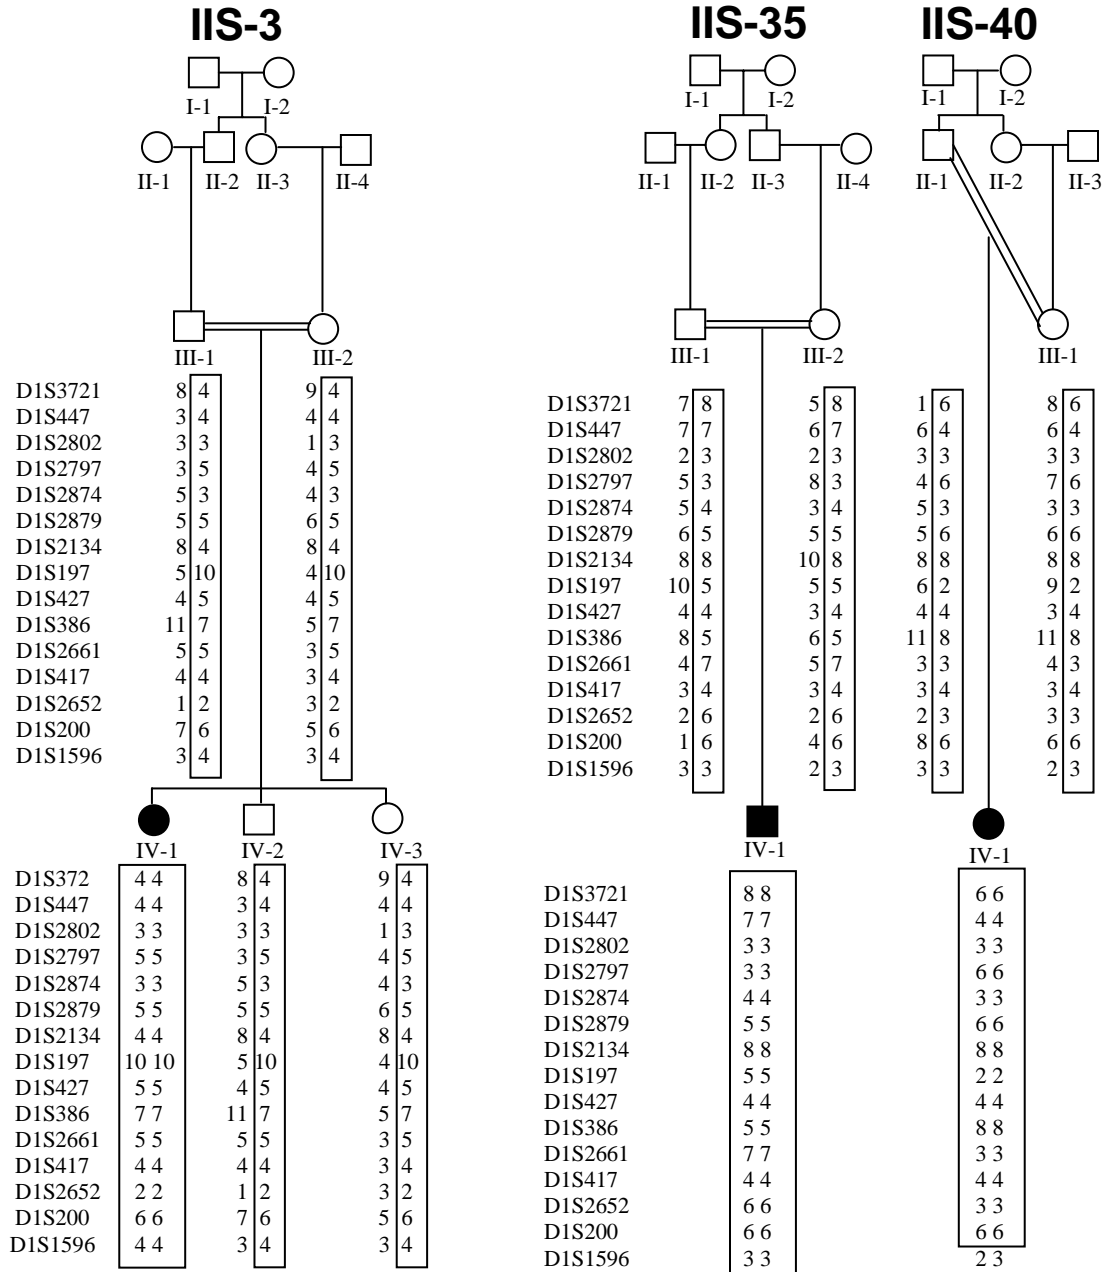 IIS-3 IIS-35 IIS-40
I-1 I-2 I-1 I-2 I-1 I-2
II-1 II-2 II-3 II-4 II-1 II-2 II-3 II-4 II-1 II-2 II-3
III-1 III-2 III-1 III-2 III-1
D1S3721 8 4 9 4
D1S447 3 4 4 4
D1S2802 3 3 1 3
D1S2797 3 5 4 5
D1S2874 5 3 4 3
D1S2879 5 5 6 5
D1S2134 8 4 8 4
D1S197 5 10 4 10
D1S427 4 5 4 5
D1S386 11 7 5 7
D1S2661 5 5 3 5
D1S417 4 4 3 4
D1S2652 1 2 3 2
D1S200 7 6 5 6
D1S1596 3 4 3 4
IV-1 IV-2 IV-3
D1S372 4 4 8 4 9 4
D1S447 4 4 3 4 4 4
D1S2802 3 3 3 3 1 3
D1S2797 5 5 3 5 4 5
D1S2874 3 3 5 3 4 3
D1S2879 5 5 5 5 6 5
D1S2134 4 4 8 4 8 4
D1S197 10 10 5 10 4 10
D1S427 5 5 4 5 4 5
D1S386 7 7 11 7 5 7
D1S2661 5 5 5 5 3 5
D1S417 4 4 4 4 3 4
D1S2652 2 2 1 2 3 2
D1S200 6 6 7 6 5 6
D1S1596 4 4 3 4 3 4
D1S3721 7 8 5 8 1 6 8 6
D1S447 7 7 6 7 6 4 6 4
D1S2802 2 3 2 3 3 3 3 3
D1S2797 5 3 8 3 4 6 7 6
D1S2874 5 4 3 4 5 3 3 3
D1S2879 6 5 5 5 5 6 6 6
D1S2134 8 8 10 8 8 8 8 8
D1S197 10 5 5 5 6 2 9 2
D1S427 4 4 3 4 4 4 3 4
D1S386 8 5 6 5 11 8 11 8
D1S2661 4 7 5 7 3 3 4 3
D1S417 3 4 3 4 3 4 3 4
D1S2652 2 6 2 6 2 3 3 3
D1S200 1 6 4 6 8 6 6 6
D1S1596 3 3 2 3 3 3 2 3
IV-1 IV-1
D1S3721 8 8 6 6
D1S447 7 7 4 4
D1S2802 3 3 3 3
D1S2797 3 3 6 6
D1S2874 4 4 3 3
D1S2879 5 5 6 6
D1S2134 8 8 8 8
D1S197 5 5 2 2
D1S427 4 4 4 4
D1S386 5 5 8 8
D1S2661 7 7 3 3
D1S417 4 4 4 4
D1S2652 6 6 3 3
D1S200 6 6 6 6
D1S1596 3 3 2 3